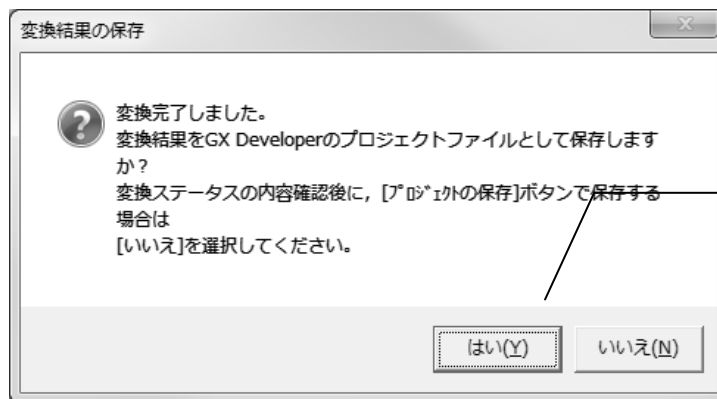 変換結果の保存
変換完了しました。
変換結果をGX Developerのプロジェクトファイルとして保存します
か？
変換ステータスの内容確認後に，[ﾌﾟﾛｼﾞｪｸﾄの保存]ボタンで保存する
場合は
[いいえ]を選択してください。
はい(Y) いいえ(N)